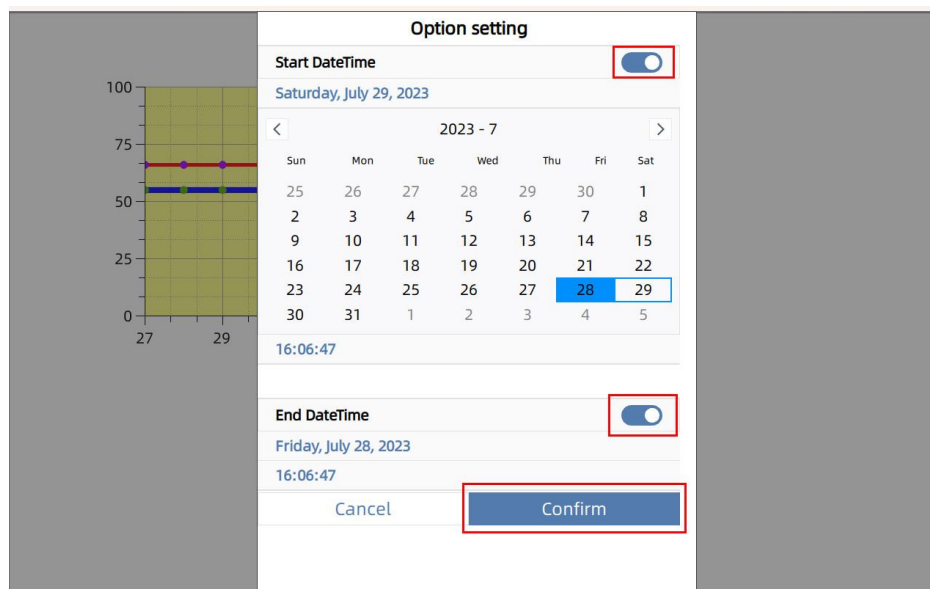 Option setting
Start DateTime
Saturday, July 29, 2023
2023 - 7
Sun Mon Tue Wed Thu Fri Sat
25 26 27 28 29 30 1
2 3 4 5 6 7 8
9 10 11 12 13 14 15
16 17 18 19 20 21 22
23 24 25 26 27 28 29
30 31 1 2 3 4 5
16:06:47
End DateTime
Friday, July 28, 2023
16:06:47
Cancel Confirm
100
75
50
25
0
27 29